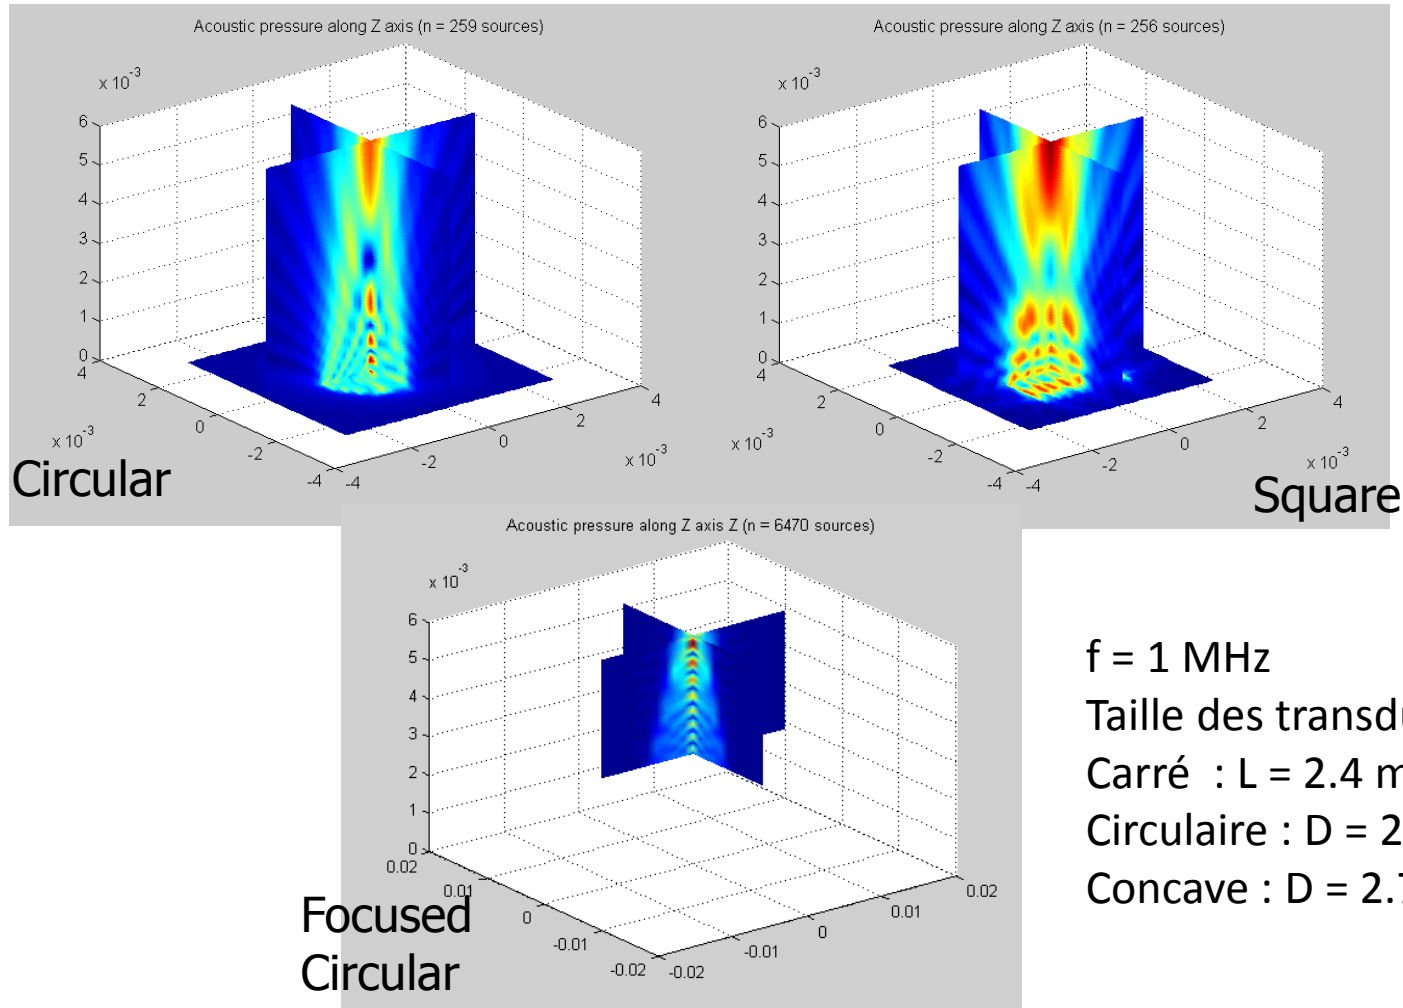 Acoustic pressure along Z axis (n = 259 sources)
x 10^-3
6
5
4
3
2
1
0
4
2
0
-2
-4
x 10^-3
-4
-2
0
2
4
x 10^-3
Circular
Acoustic pressure along Z axis (n = 256 sources)
x 10^-3
6
5
4
3
2
1
0
4
2
0
-2
-4
x 10^-3
-4
-2
0
2
4
x 10^-3
Square
Acoustic pressure along Z axis Z (n = 6470 sources)
x 10^-3
6
5
4
3
2
1
0
0.02
0.01
0
-0.01
-0.02
-0.02
-0.01
0
0.01
0.02
Focused
Circular
f = 1 MHz
Taille des
Carré : L = 2.4
Circulaire : D =
Concave : D =